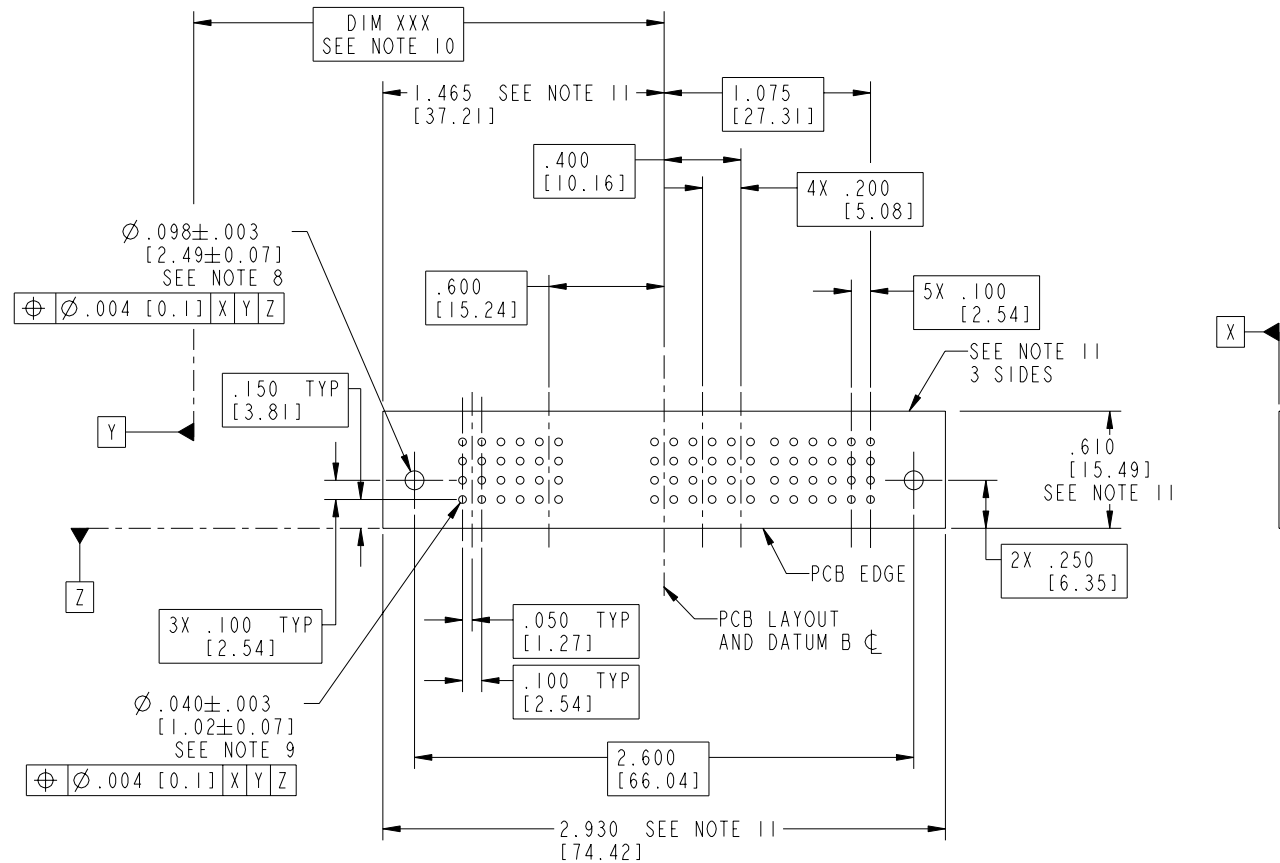 DIM XXX
SEE NOTE 10
1.465 SEE NOTE 11
[37.21]
1.075
[27.31]
.400
[10.16]
4X .200
[5.08]
Ø.098±.003
[2.49±0.07]
SEE NOTE 8
⌖ Ø.004 [0.1] X Y Z
.600
[15.24]
5X .100
[2.54]
X
SEE NOTE 11
3 SIDES
.150 TYP
[3.81]
Y
.610
[15.49]
SEE NOTE 11
Z
2X .250
[6.35]
PCB EDGE
3X .100 TYP
[2.54]
.050 TYP
[1.27]
PCB LAYOUT
AND DATUM B ℄
.100 TYP
[2.54]
Ø.040±.003
[1.02±0.07]
SEE NOTE 9
⌖ Ø.004 [0.1] X Y Z
2.600
[66.04]
2.930 SEE NOTE 11
[74.42]